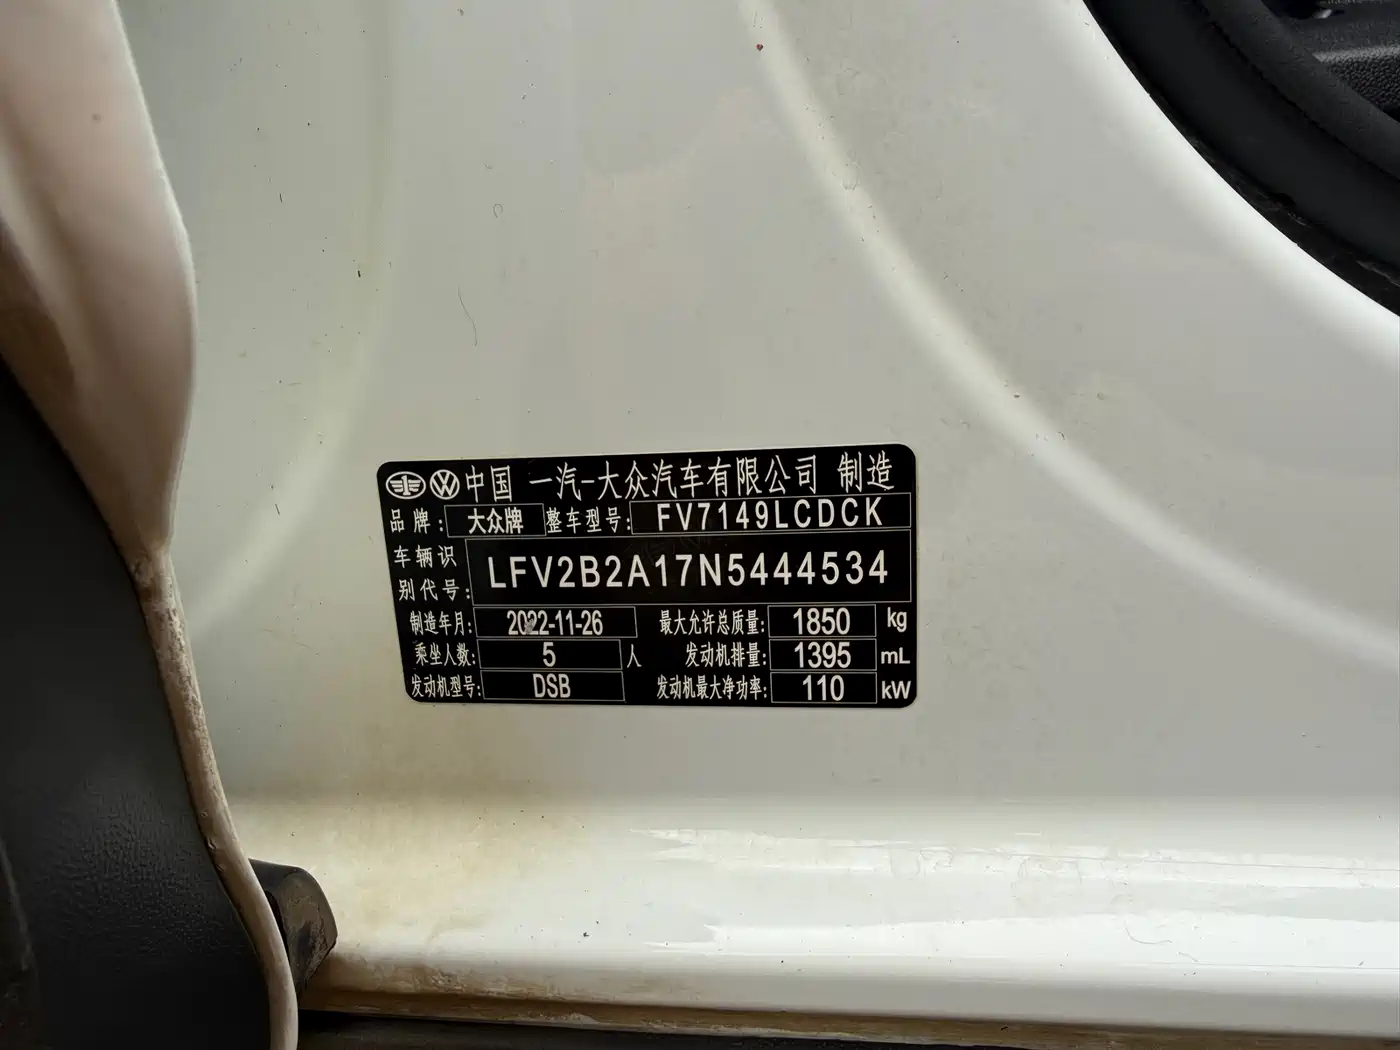 中国 一汽-大众汽车有限公司 制造
品牌: 大众牌 整车型号: FV7149LCDCK
车辆识别代号: LFV2B2A17N5444534
制造年月: 2022-11-26 最大允许总质量: 1850 kg
乘坐人数: 5 人 发动机排量: 1395 mL
发动机型号: DSB 发动机最大净功率: 110 kW